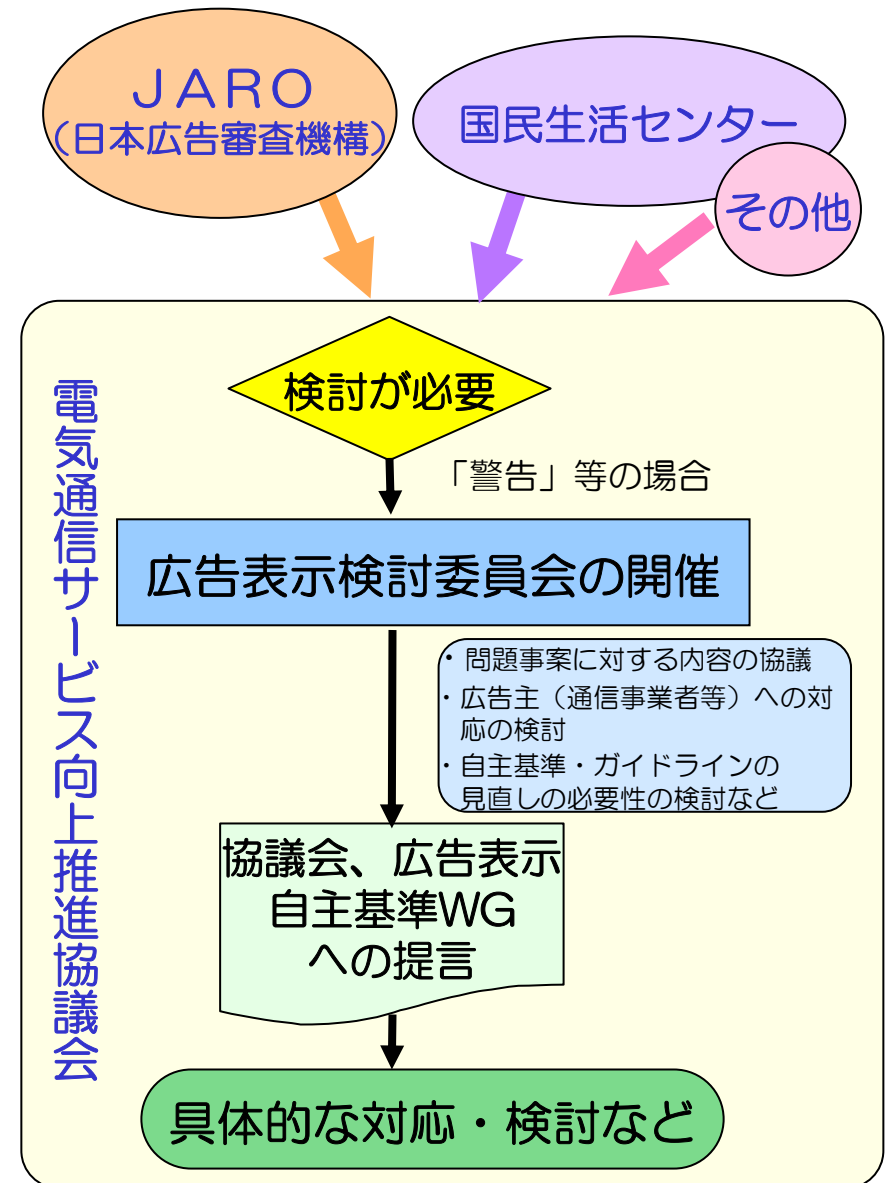 ＪＡＲＯ
（日本広告審査機構）
国民生活センター
その他
電気通信サービス向上推進協議会
検討が必要
「警告」等の場合
広告表示検討委員会の開催
・問題事案に対する内容の協議
・広告主（通信事業者等）への対
応の検討
・自主基準・ガイドラインの
見直しの必要性の検討など
協議会、広告表示
自主基準WG
への提言
具体的な対応・検討など